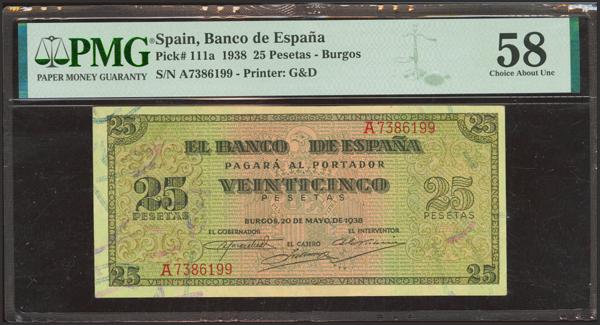 PMG
PAPER MONEY GUARANTY
Spain, Banco de España
Pick# 111a 1938 25 Pesetas - Burgos
S/N A7386199 - Printer: G&D
58
Choice About Unc
25
25
A7386199
EL BANCO DE ESPAÑA
PAGARÁ AL PORTADOR
VEINTICINCO
PESETAS
25
PESETAS
25
PESETAS
BURGOS, 20 DE MAYO, DE 1938
EL GOBERNADOR
EL CAJERO
EL INTERVENTOR
A7386199
25
25